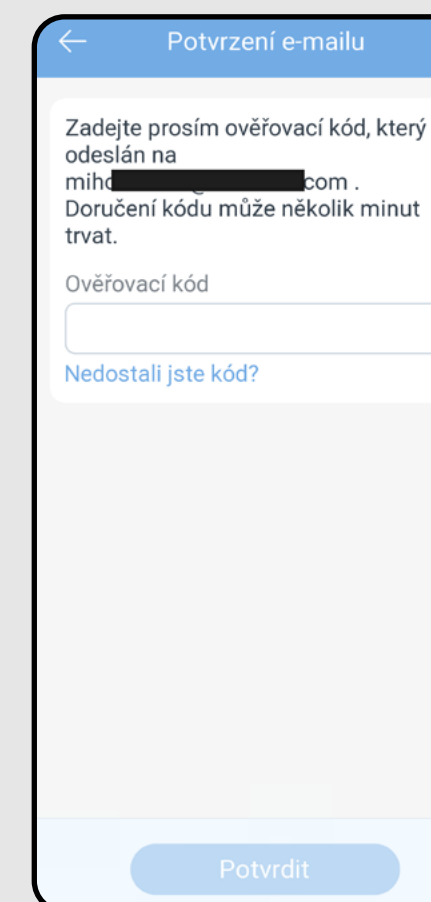 Potvrzení e-mailu
Zadejte prosím ověřovací kód, který
odeslán na
com .
Doručení kódu může několik minut
trvat.
Ověřovací kód
Nedostali jste kód?
Potvrdit